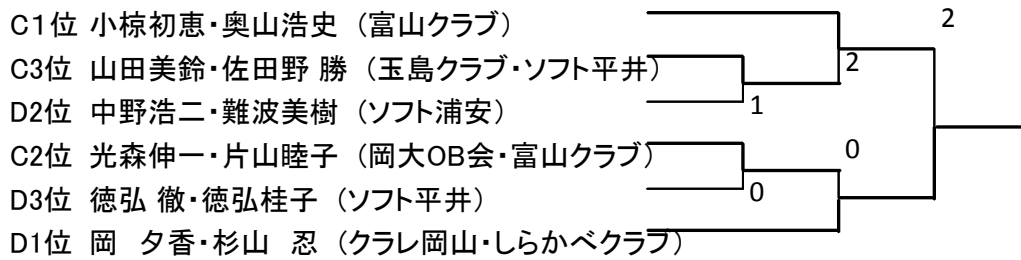 C1位 小椋初恵・奥山浩史 (富山クラブ)
2
C3位 山田美鈴・佐田野 勝 (玉島クラブ・ソフト平井)
2
D2位 中野浩二・難波美樹 (ソフト浦安)
1
C2位 光森伸一・片山睦子 (岡大OB会・富山クラブ)
0
D3位 徳弘 徹・徳弘桂子 (ソフト平井)
0
D1位 岡 夕香・杉山 忍 (クラレ岡山・しらかベクラブ)